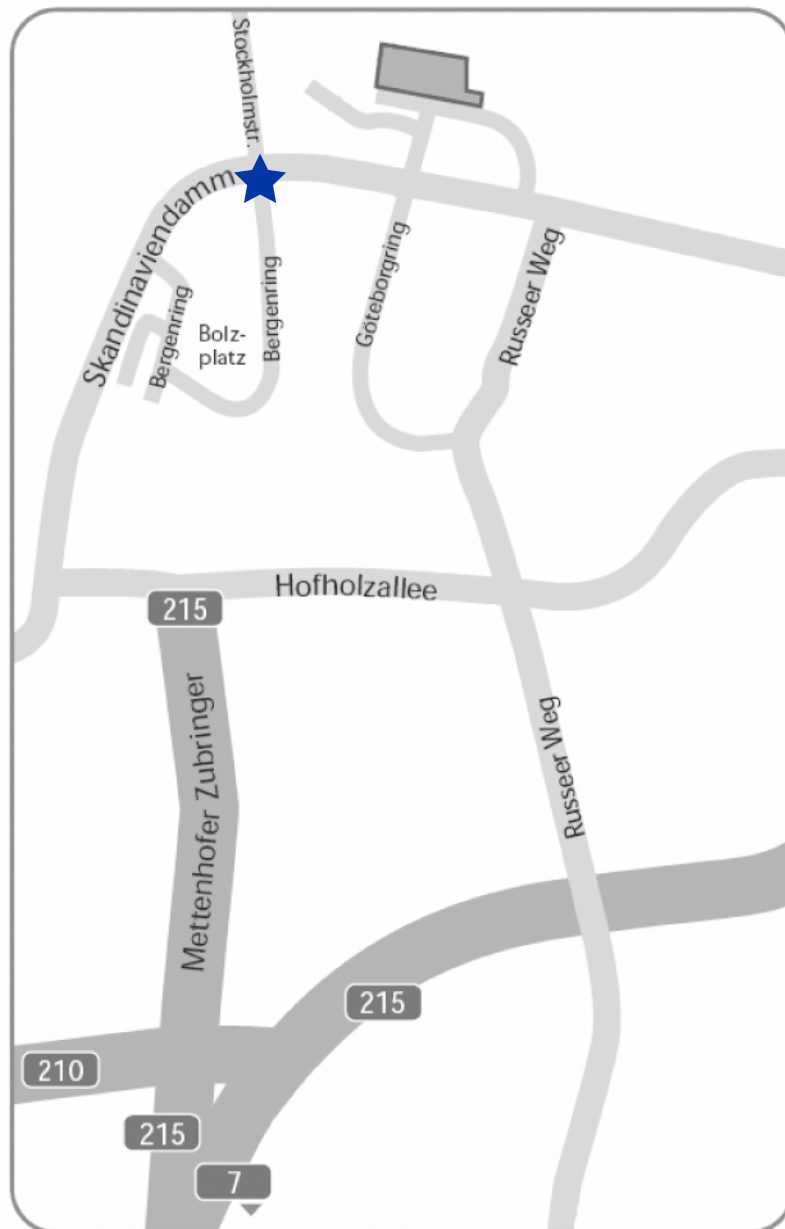 Stockholmstr.
Skandinaviendamm
Bergenring
Bergenring
Bolz-
platz
Göteborgring
Russeer Weg
Hofholzallee
215
Mettenhofer Zubringer
Russeer Weg
215
210
215
7